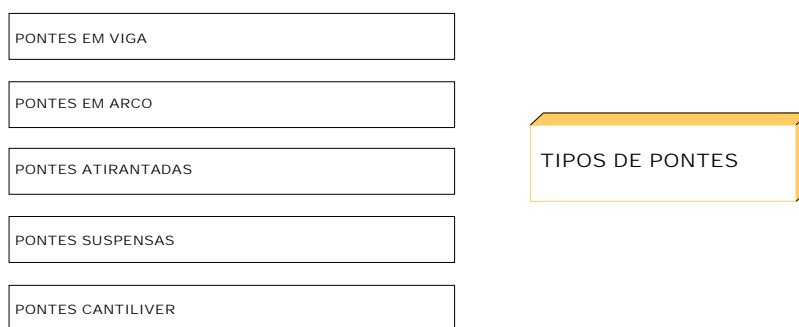 PONTES EM VIGA
PONTES EM ARCO
PONTES ATIRANTADAS
PONTES SUSPENSAS
PONTES CANTILIVER
TIPOS DE PONTES